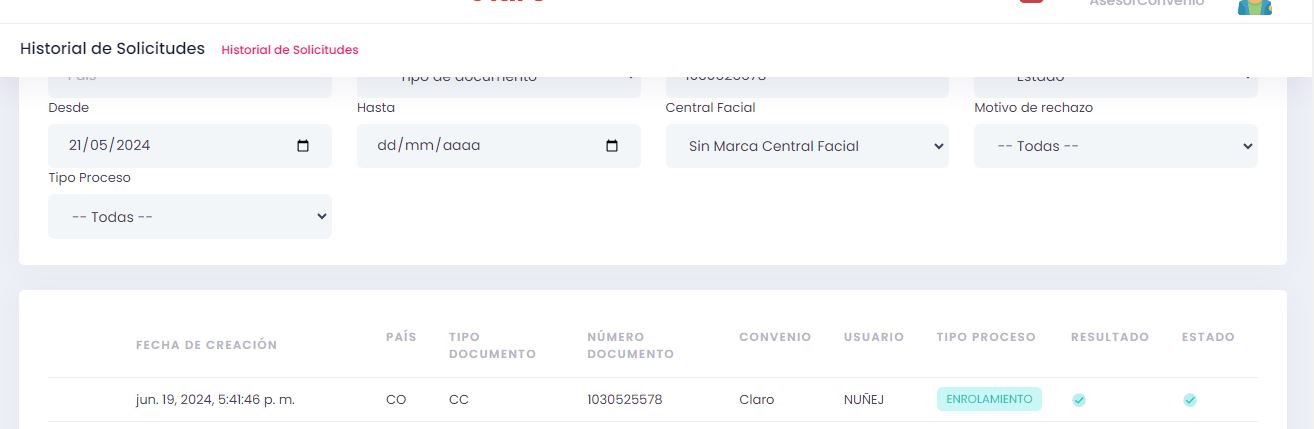 AsesorConvenio
Historial de Solicitudes Historial de Solicitudes
País Tipo de documento 1030525578 Estado
Desde Hasta Central Facial Motivo de rechazo
21/05/2024 dd/mm/aaaa Sin Marca Central Facial -- Todas --
Tipo Proceso
-- Todas --
FECHA DE CREACIÓN PAÍS TIPO DOCUMENTO NÚMERO DOCUMENTO CONVENIO USUARIO TIPO PROCESO RESULTADO ESTADO
jun. 19, 2024, 5:41:46 p. m. CO CC 1030525578 Claro NUÑEJ ENROLAMIENTO